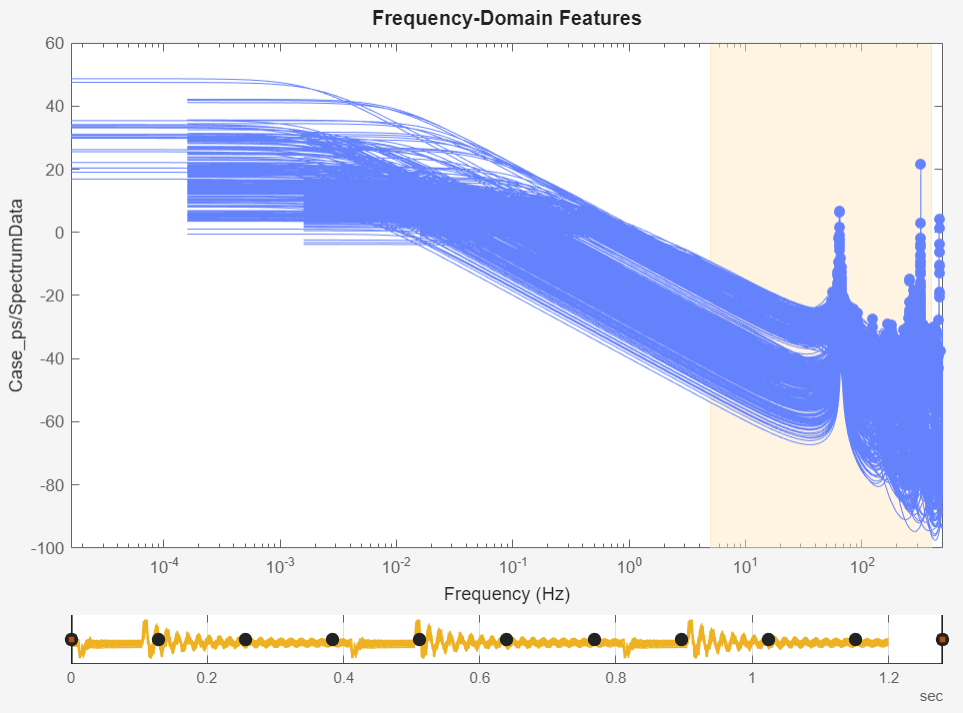 Frequency-Domain Features
Case_ps/SpectrumData
60
40
20
0
-20
-40
-60
-80
-100
10-4 10-3 10-2 10-1 100 101 102
Frequency (Hz)
0 0.2 0.4 0.6 0.8 1 1.2
sec